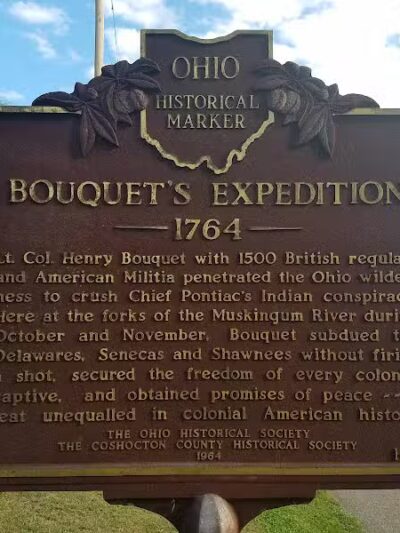 OHIO
HISTORICAL
MARKER
BOUQUET'S EXPEDITION
1764
Lt. Col. Henry Bouquet with 1500 British regula
and American Militia penetrated the Ohio wilde
ness to crush Chief Pontiac's Indian conspirac
Here at the forks of the Muskingum River duri
October and November, Bouquet subdued t
Delawares, Senecas and Shawnees without firi
a shot, secured the freedom of every colon
captive, and obtained promises of peace --
eat unequalled in colonial American histo
THE OHIO HISTORICAL SOCIETY
THE COSHOCTON COUNTY HISTORICAL SOCIETY
1964